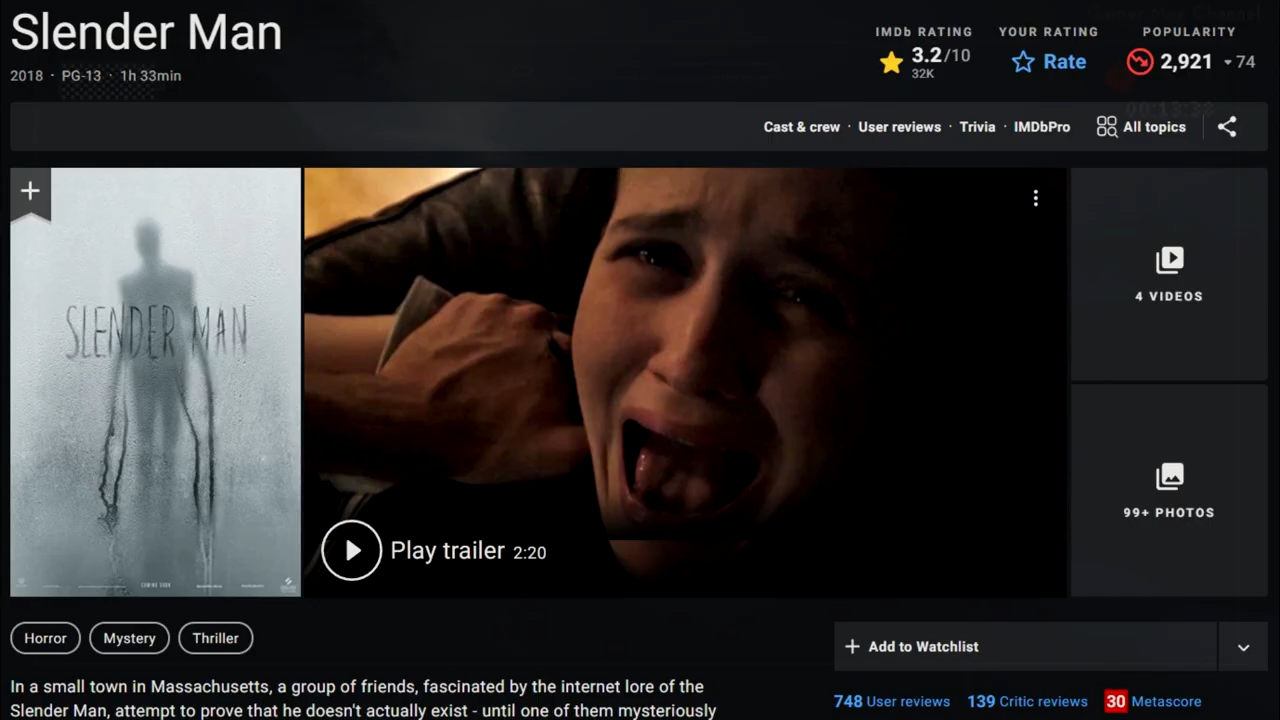 Slender Man
2018 · PG-13 · 1h 33min
IMDb RATING
3.2/10
32K
YOUR RATING
Rate
POPULARITY
2,921 74
Cast & crew · User reviews · Trivia · IMDbPro
All topics
SLENDER MAN
COMING SOON
Play trailer 2:20
4 VIDEOS
99+ PHOTOS
Horror
Mystery
Thriller
Add to Watchlist
In a small town in Massachusetts, a group of friends, fascinated by the internet lore of the
Slender Man, attempt to prove that he doesn't actually exist - until one of them mysteriously
748 User reviews 139 Critic reviews 30 Metascore